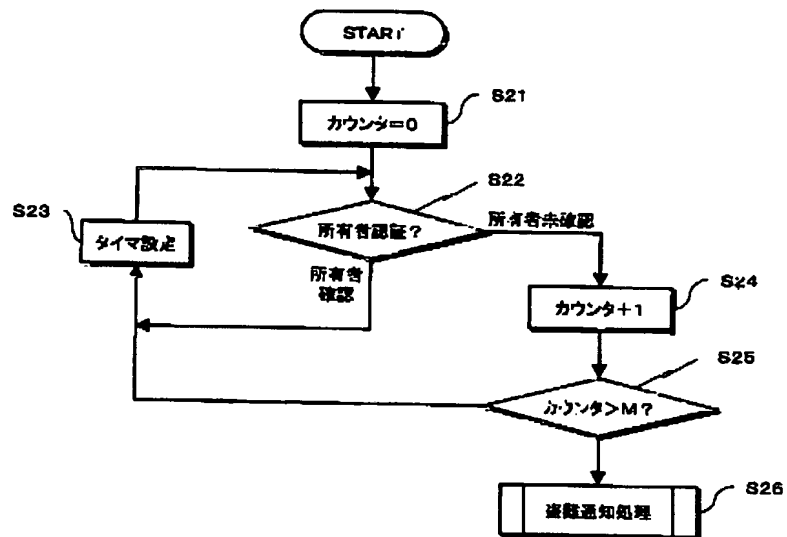 START
S21
カウンタ=0
S22
S23
所有者未確認
タイマ設定
所有者認証?
所有者
確認
S24
カウンタ+1
S25
カウンタ>M?
S26
盗難通知処理